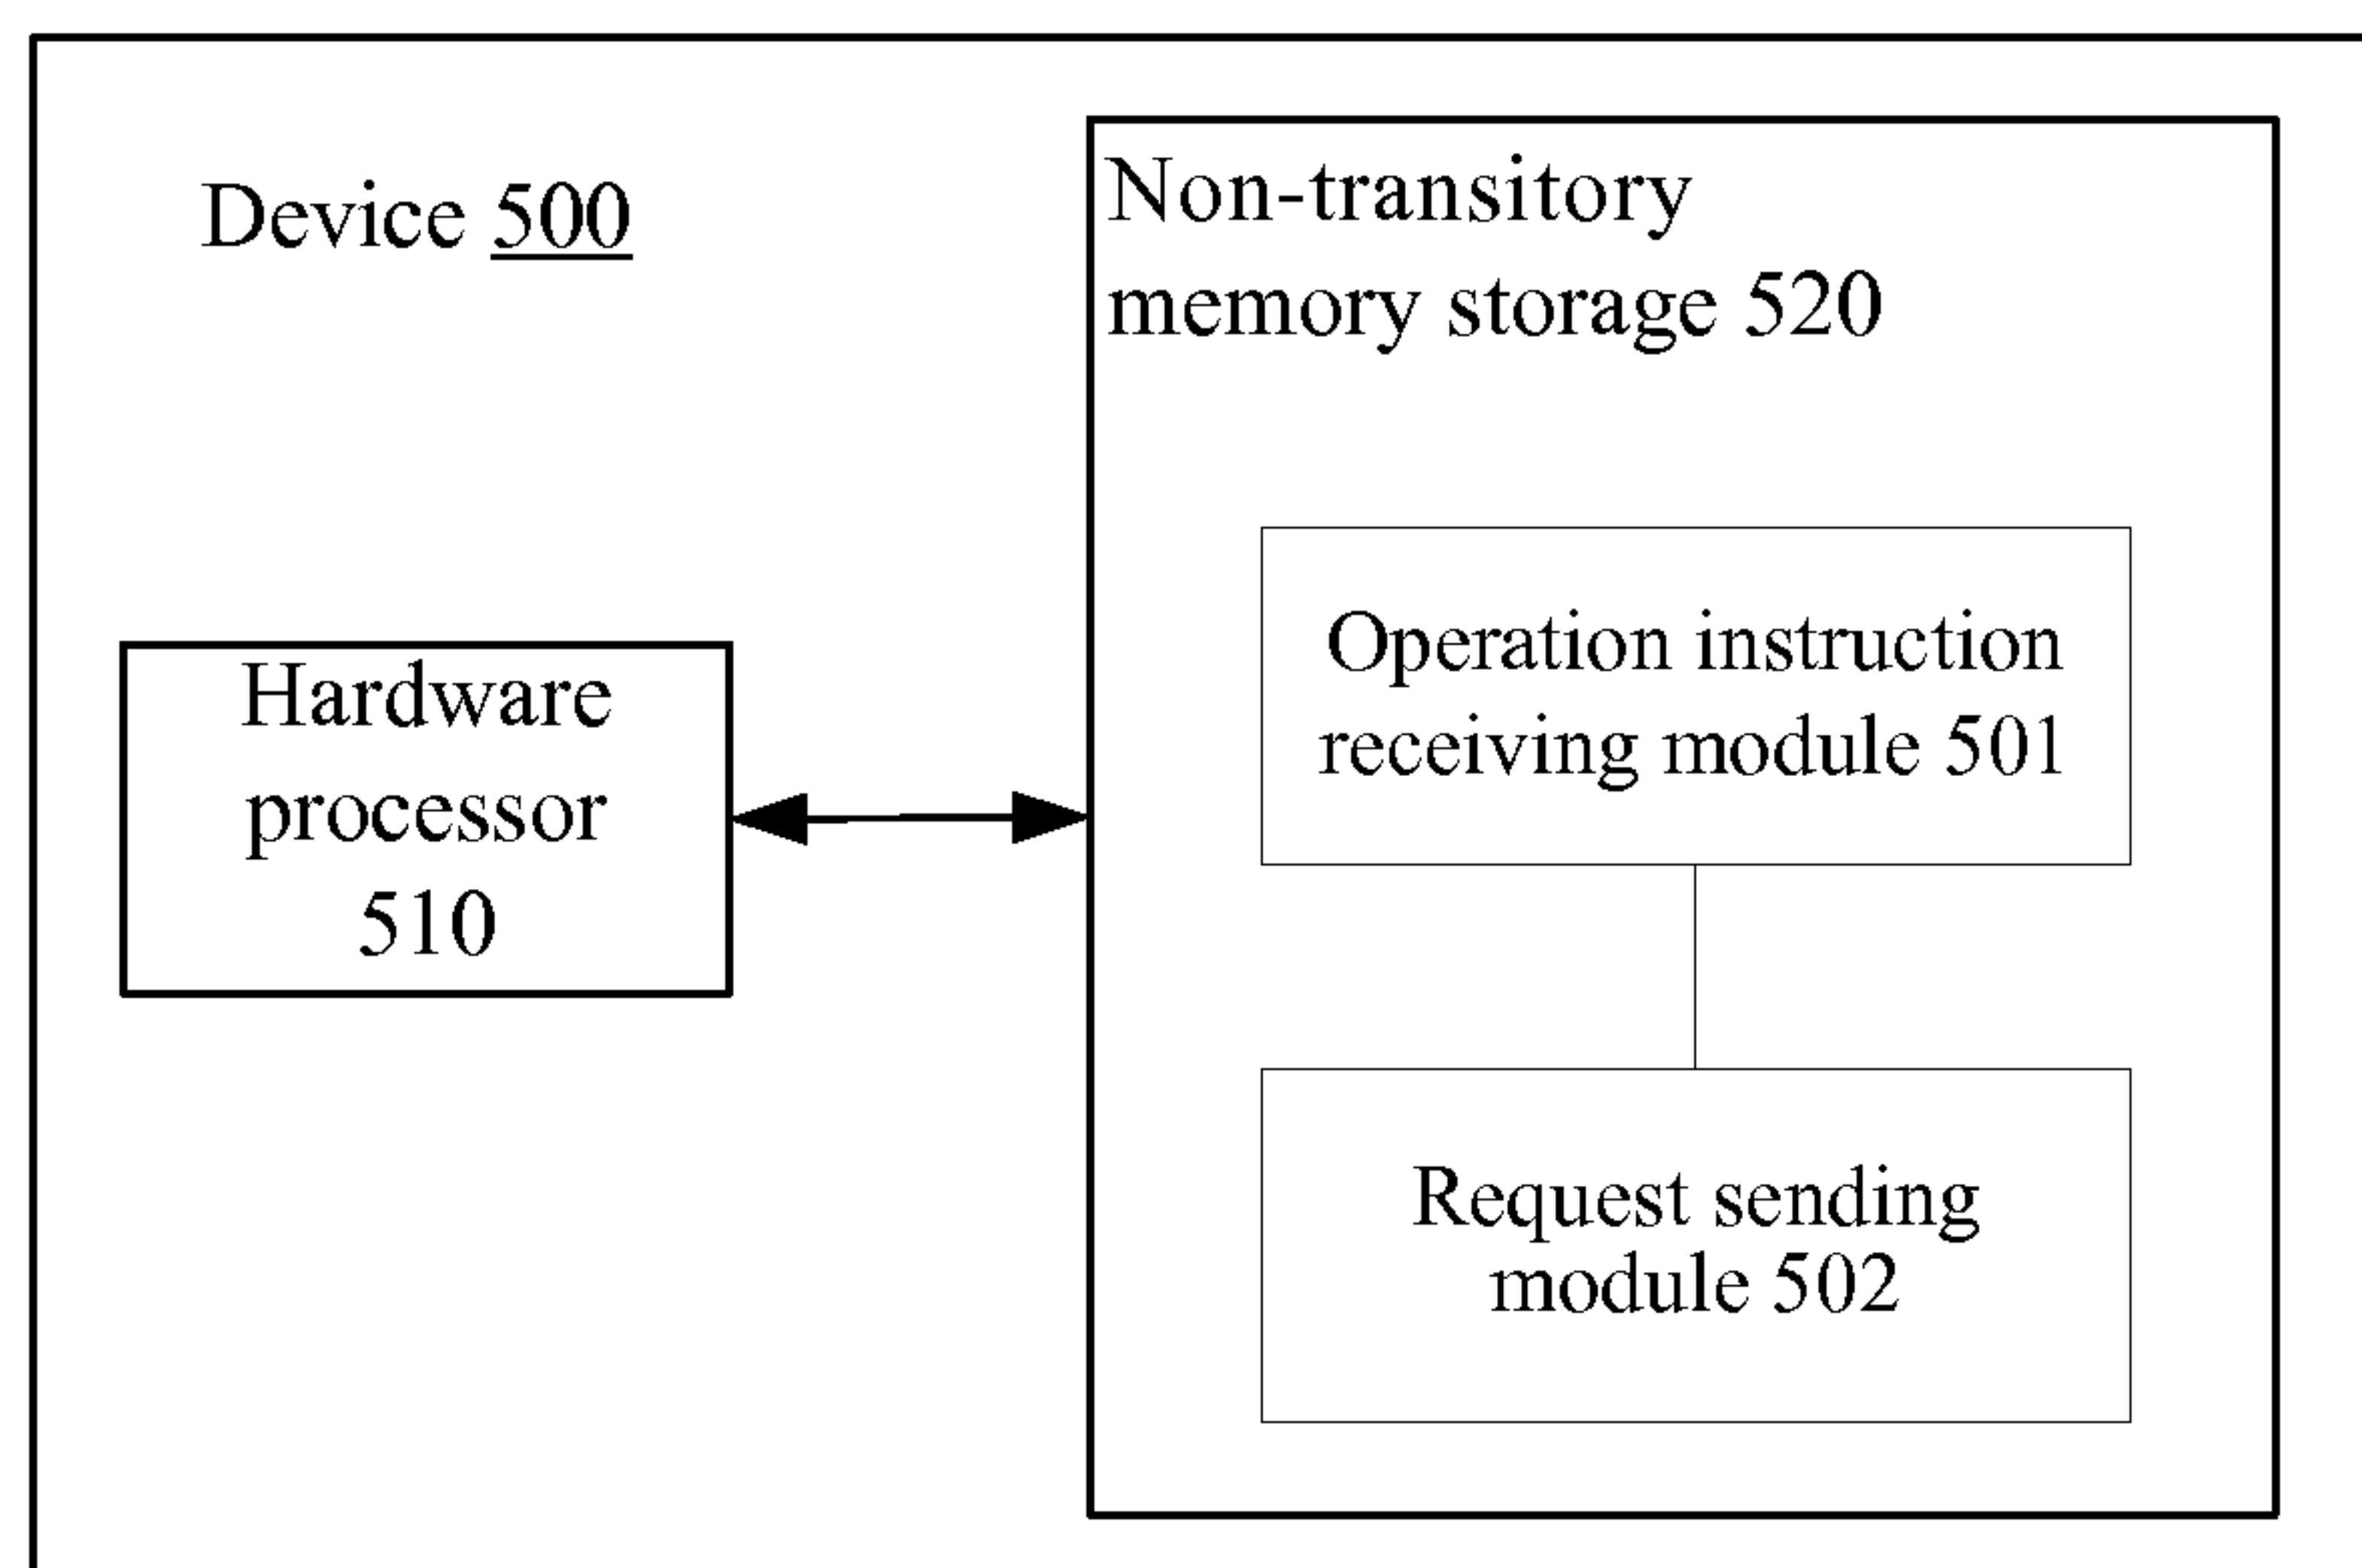 Device 500
Non-transitory
memory storage 520
Hardware
processor
510
Operation instruction
receiving module 501
Request sending
module 502